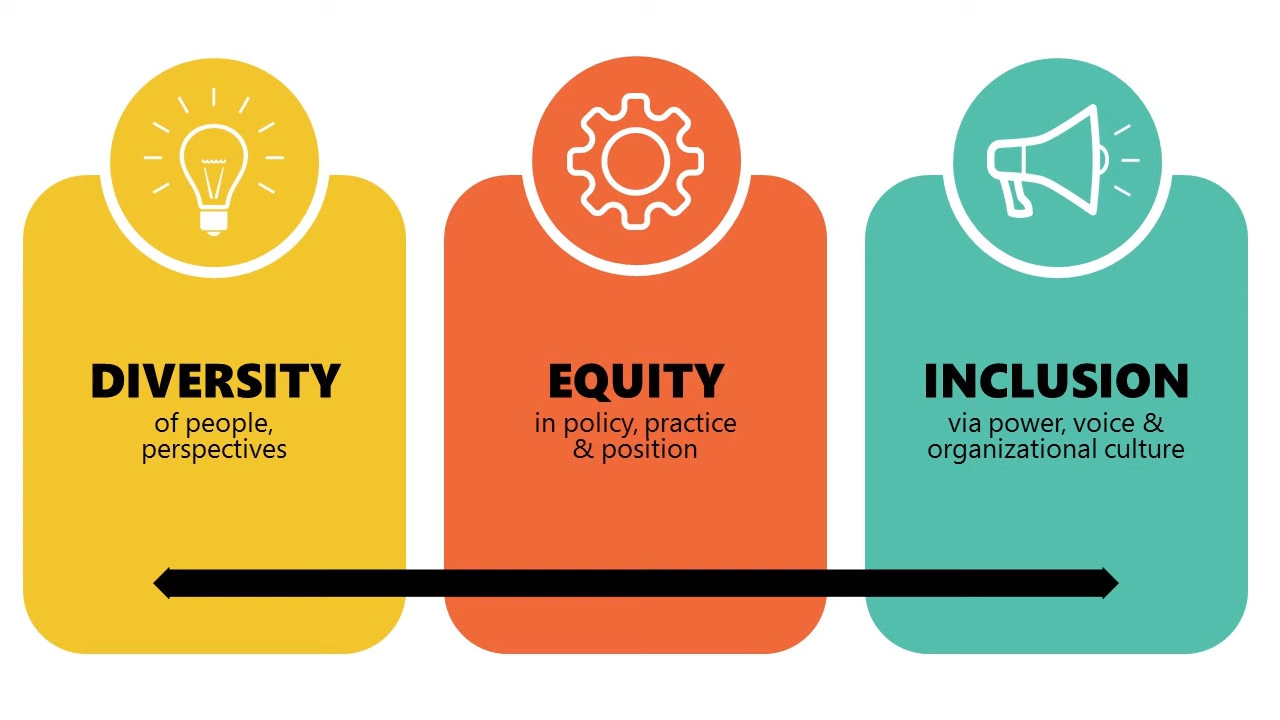 DIVERSITY
of people,
perspectives
EQUITY
in policy, practice
& position
INCLUSION
via power, voice &
organizational culture